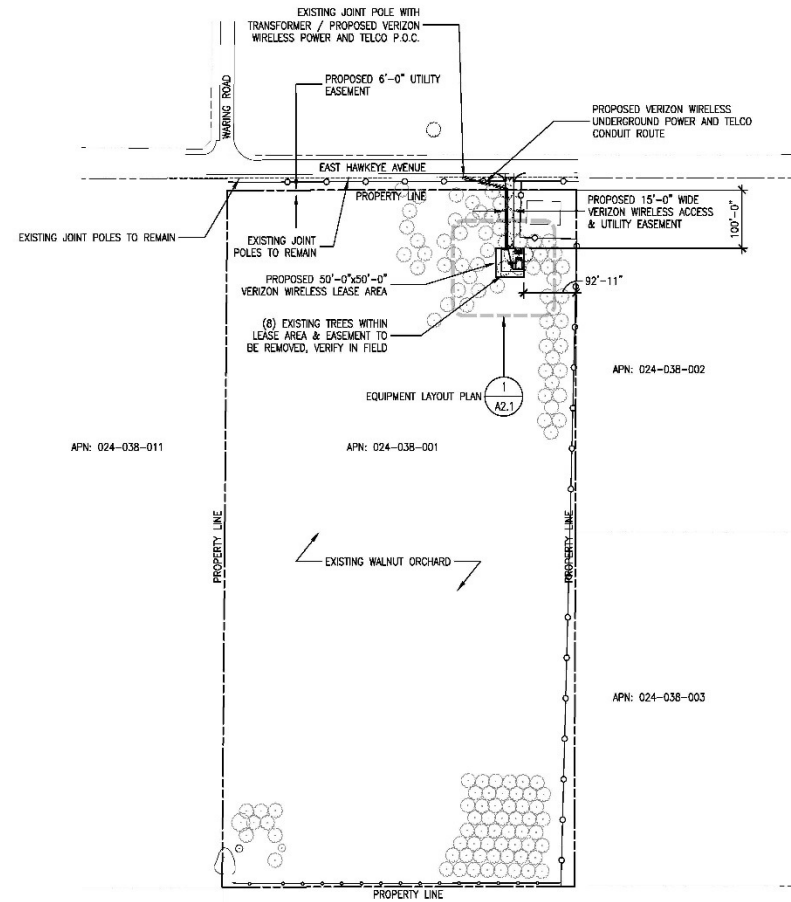 EXISTING JOINT POLE WITH
TRANSFORMER / PROPOSED VERIZON
WIRELESS POWER AND TELCO P.O.C.
PROPOSED 6'-0" UTILITY
EASEMENT
WARING ROAD
PROPOSED VERIZON WIRELESS
UNDERGROUND POWER AND TELCO
CONDUIT ROUTE
EAST HAWKEYE AVENUE
PROPERTY LINE
PROPOSED 15'-0" WIDE
VERIZON WIRELESS ACCESS
& UTILITY EASEMENT
100'-0"
EXISTING JOINT POLES TO REMAIN
EXISTING JOINT
POLES TO REMAIN
PROPOSED 50'-0"x50'-0"
VERIZON WIRELESS LEASE AREA
92'-11"
(8) EXISTING TREES WITHIN
LEASE AREA & EASEMENT TO
BE REMOVED, VERIFY IN FIELD
EQUIPMENT LAYOUT PLAN
1
A2.1
APN: 024-038-002
APN: 024-038-011
APN: 024-038-001
PROPERTY LINE
PROPERTY LINE
EXISTING WALNUT ORCHARD
APN: 024-038-003
PROPERTY LINE